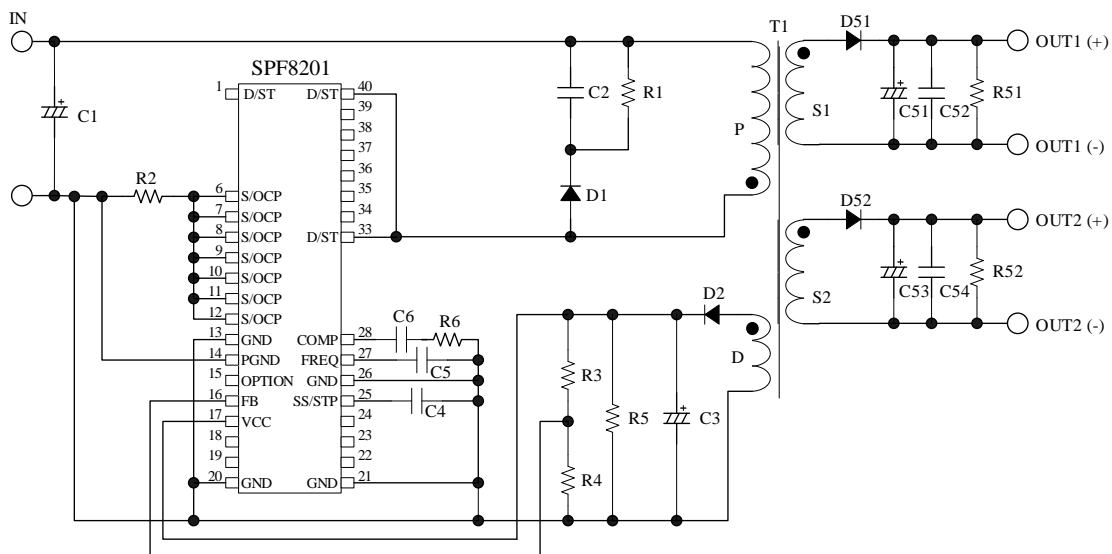 IN
T1
D51
OUT1 (+)
SPF8201
1
D/ST
D/ST
40
39
38
37
36
35
34
D/ST
33
C1
C2
R1
P
S1
C51
C52
R51
OUT1 (-)
D1
R2
6
S/OCP
7
S/OCP
8
S/OCP
9
S/OCP
10
S/OCP
11
S/OCP
12
S/OCP
13
GND
14
PGND
15
OPTION
16
FB
17
VCC
18
19
20
GND
COMP
28
FREQ
27
GND
26
SS/STP
25
24
23
22
GND
21
C6
R6
C5
C4
D52
OUT2 (+)
S2
C53
C54
R52
OUT2 (-)
D2
D
R3
R5
C3
R4